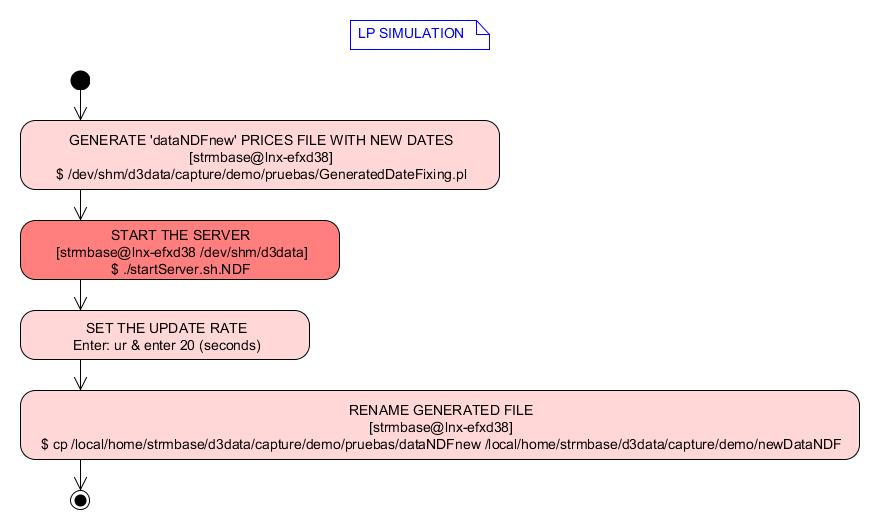 LP SIMULATION
GENERATE 'dataNDFnew' PRICES FILE WITH NEW DATES
[strmbase@lnx-efxd38]
$ /dev/shm/d3data/capture/demo/pruebas/GeneratedDateFixing.pl
START THE SERVER
[strmbase@lnx-efxd38 /dev/shm/d3data]
$ ./startServer.sh.NDF
SET THE UPDATE RATE
Enter: ur & enter 20 (seconds)
RENAME GENERATED FILE
[strmbase@lnx-efxd38]
$ cp /local/home/strmbase/d3data/capture/demo/pruebas/dataNDFnew /local/home/strmbase/d3data/capture/demo/newDataNDF